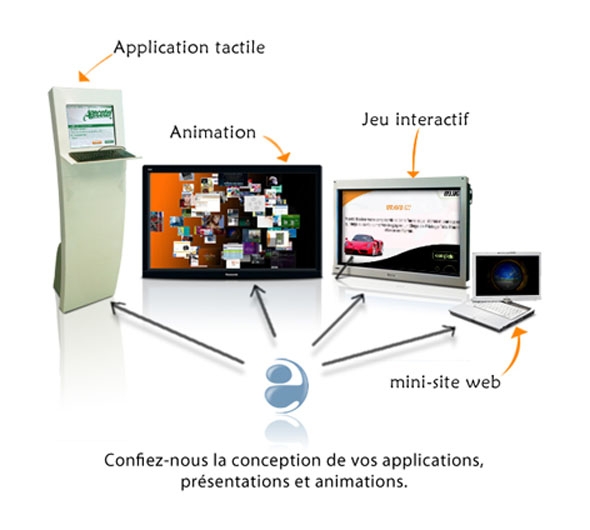 Application tactile
Animation
Jeu interactif
mini-site web
Confiez-nous la conception de vos applications,
présentations et animations.